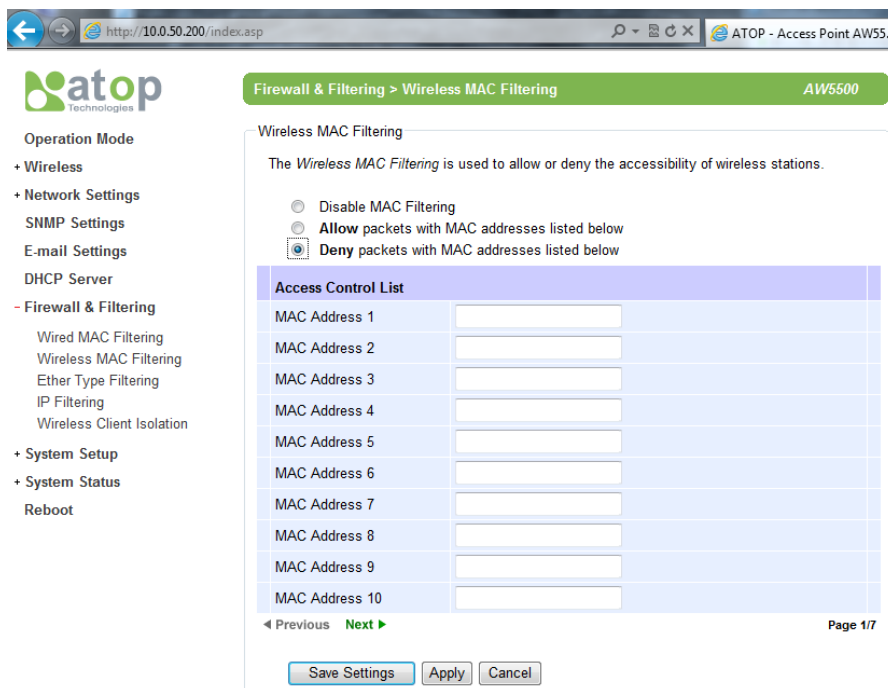 http://10.0.50.200/index.asp
ATOP - Access Point AW55..
atop
Technologies
Firewall & Filtering > Wireless MAC Filtering AW5500
Operation Mode
+ Wireless
+ Network Settings
SNMP Settings
E-mail Settings
DHCP Server
- Firewall & Filtering
Wired MAC Filtering
Wireless MAC Filtering
Ether Type Filtering
IP Filtering
Wireless Client Isolation
+ System Setup
+ System Status
Reboot
Wireless MAC Filtering
The Wireless MAC Filtering is used to allow or deny the accessibility of wireless stations.
Disable MAC Filtering
Allow packets with MAC addresses listed below
Deny packets with MAC addresses listed below
Access Control List
MAC Address 1
MAC Address 2
MAC Address 3
MAC Address 4
MAC Address 5
MAC Address 6
MAC Address 7
MAC Address 8
MAC Address 9
MAC Address 10
◄ Previous Next ► Page 1/7
Save Settings Apply Cancel